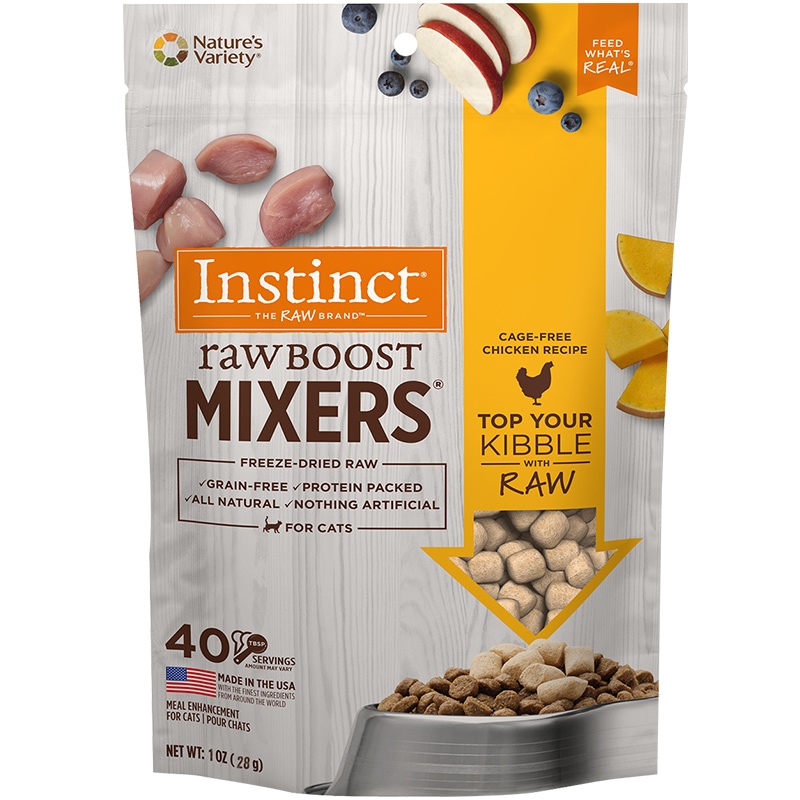 Nature's
Variety®
FEED
WHAT'S
REAL®
Instinct®
THE RAW BRAND™
raw BOOST
MIXERS®
FREEZE-DRIED RAW
✓GRAIN-FREE ✓PROTEIN PACKED
✓ALL NATURAL ✓NOTHING ARTIFICIAL
FOR CATS
CAGE-FREE
CHICKEN RECIPE
TOP YOUR
KIBBLE
WITH
RAW
40 TBSP
SERVINGS
AMOUNT MAY VARY
MADE IN THE USA
WITH THE FINEST INGREDIENTS
FROM AROUND THE WORLD
MEAL ENHANCEMENT
FOR CATS | POUR CHATS
NET WT: 1 OZ (28 g)